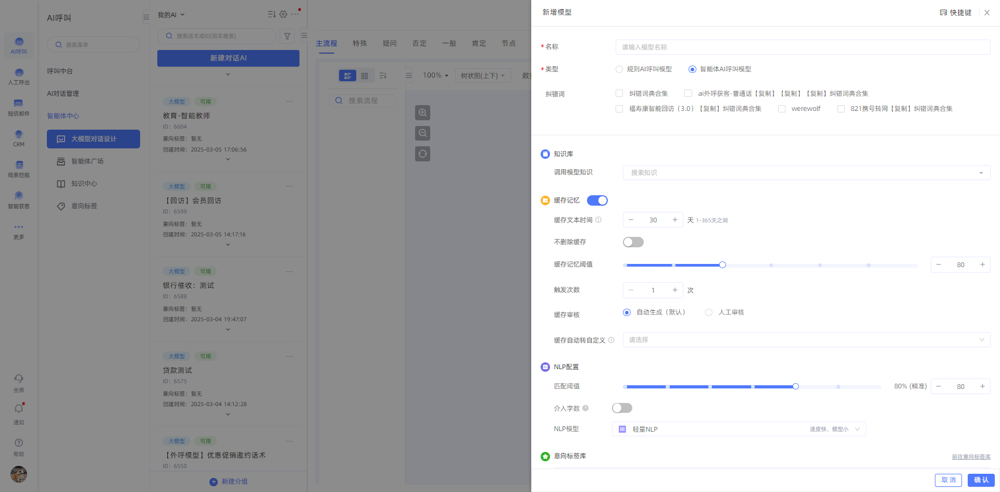 AI呼叫
人工呼出
短信邮件
CRM
线索挖掘
智能获客
更多
坐席
通知
帮助
AI呼叫
搜索菜单
呼叫中台
AI对话管理
智能体中心
大模型对话设计
智能体广场
知识中心
意向标签
我的AI
搜索话术或ID(回车搜索)
新建对话AI
大模型 可用
教育-智能教师
ID: 6604
意向标签: 暂无
创建时间: 2025-03-05 17:06:56
大模型 可用
【回访】会员回访
ID: 6599
意向标签: 暂无
创建时间: 2025-03-05 14:17:16
大模型 可用
银行催收: 测试
ID: 6588
意向标签: 暂无
创建时间: 2025-03-04 19:47:07
大模型 可用
贷款测试
ID: 6575
意向标签: 暂无
创建时间: 2025-03-04 14:12:28
大模型 可用
【外呼模型】优惠促销邀约话术
ID: 6550
新建分组
主流程 特殊 疑问 否定 一般 肯定 节点
搜索流程
100% 树状图(上下)
新增模型
快捷键
* 名称 请输入模型名称
* 类型 规则AI呼叫模型 智能体AI呼叫模型
纠错词 纠错词典合集 ai外呼获客-普通话【复制】【复制】【复制】纠错词典合集
福寿康智能回访（3.0）【复制】纠错词典合集 werewolf 821携号转网【复制】纠错词典合集
知识库
调用模型知识 搜索知识
缓存记忆
缓存文本时间 30 天 1-365天之间
不删除缓存
缓存记忆阈值 80
触发次数 1 次
缓存审核 自动生成（默认） 人工审核
缓存自动转自定义 请选择
NLP配置
匹配阈值 80% (精准) 80
介入字数
NLP模型 轻量NLP 速度快、模型小
意向标签库 前往意向标签库
取 消 确 认